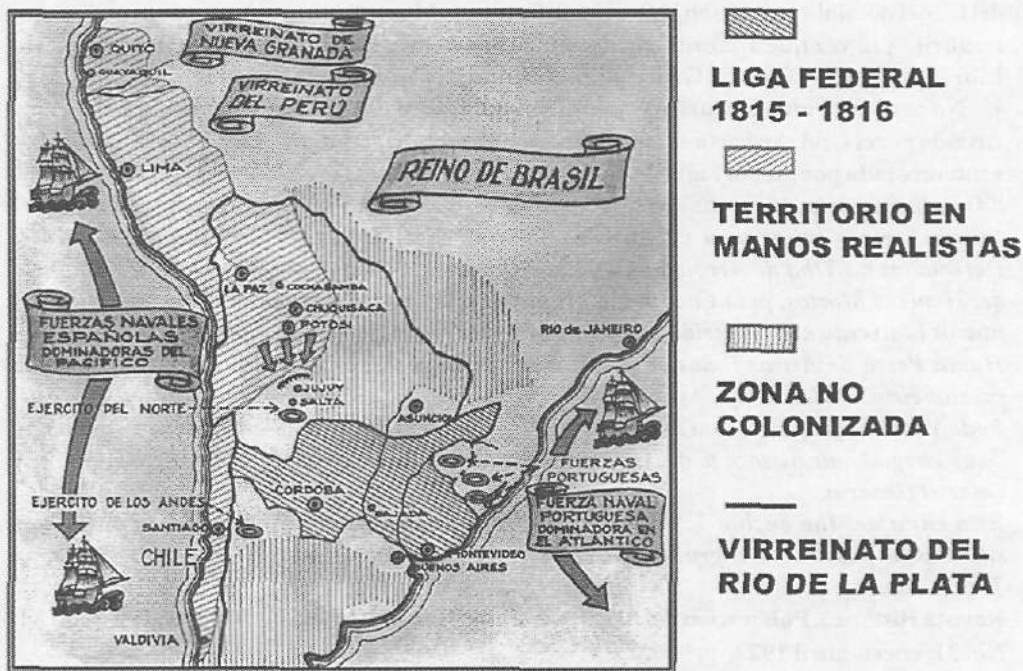 VIRREINATO DE
NUEVA GRANADA
QUITO
GUAYAQUIL
VIRREINATO
DEL PERÚ
LIMA
REINO DE BRASIL
LA PAZ
COCHABAMBA
CHUQUISACA
POTOSI
RIO de JANEIRO
FUERZAS NAVALES
ESPAÑOLAS
DOMINADORAS DEL
PACIFICO
JUJUY
SALTA
EJERCITO DEL NORTE
ASUNCION
FUERZAS
PORTUGUESAS
CORDOBA
BAJADA
EJERCITO DE LOS ANDES
SANTIAGO
CHILE
FUERZA NAVAL
PORTUGUESA
DOMINADORA EN
EL ATLÁNTICO
MONTEVIDEO
BUENOS AIRES
VALDIVIA
LIGA FEDERAL
1815 - 1816
TERRITORIO EN
MANOS REALISTAS
ZONA NO
COLONIZADA
VIRREINATO DEL
RIO DE LA PLATA